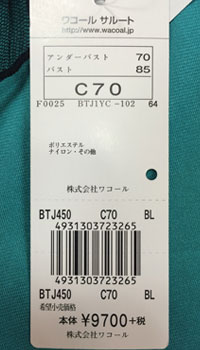 ワコール サルート
http://www.wacoal.jp/
アンダーバスト 70
バスト 85
C70
F0025 BTJ1YC -102 64
ポリエステル
ナイロン・その他
株式会社ワコール
BTJ450 C70 BL
4931303723265
BTJ450 C70 BL
希望小売価格
本体 ¥9700+税
株式会社ワコール